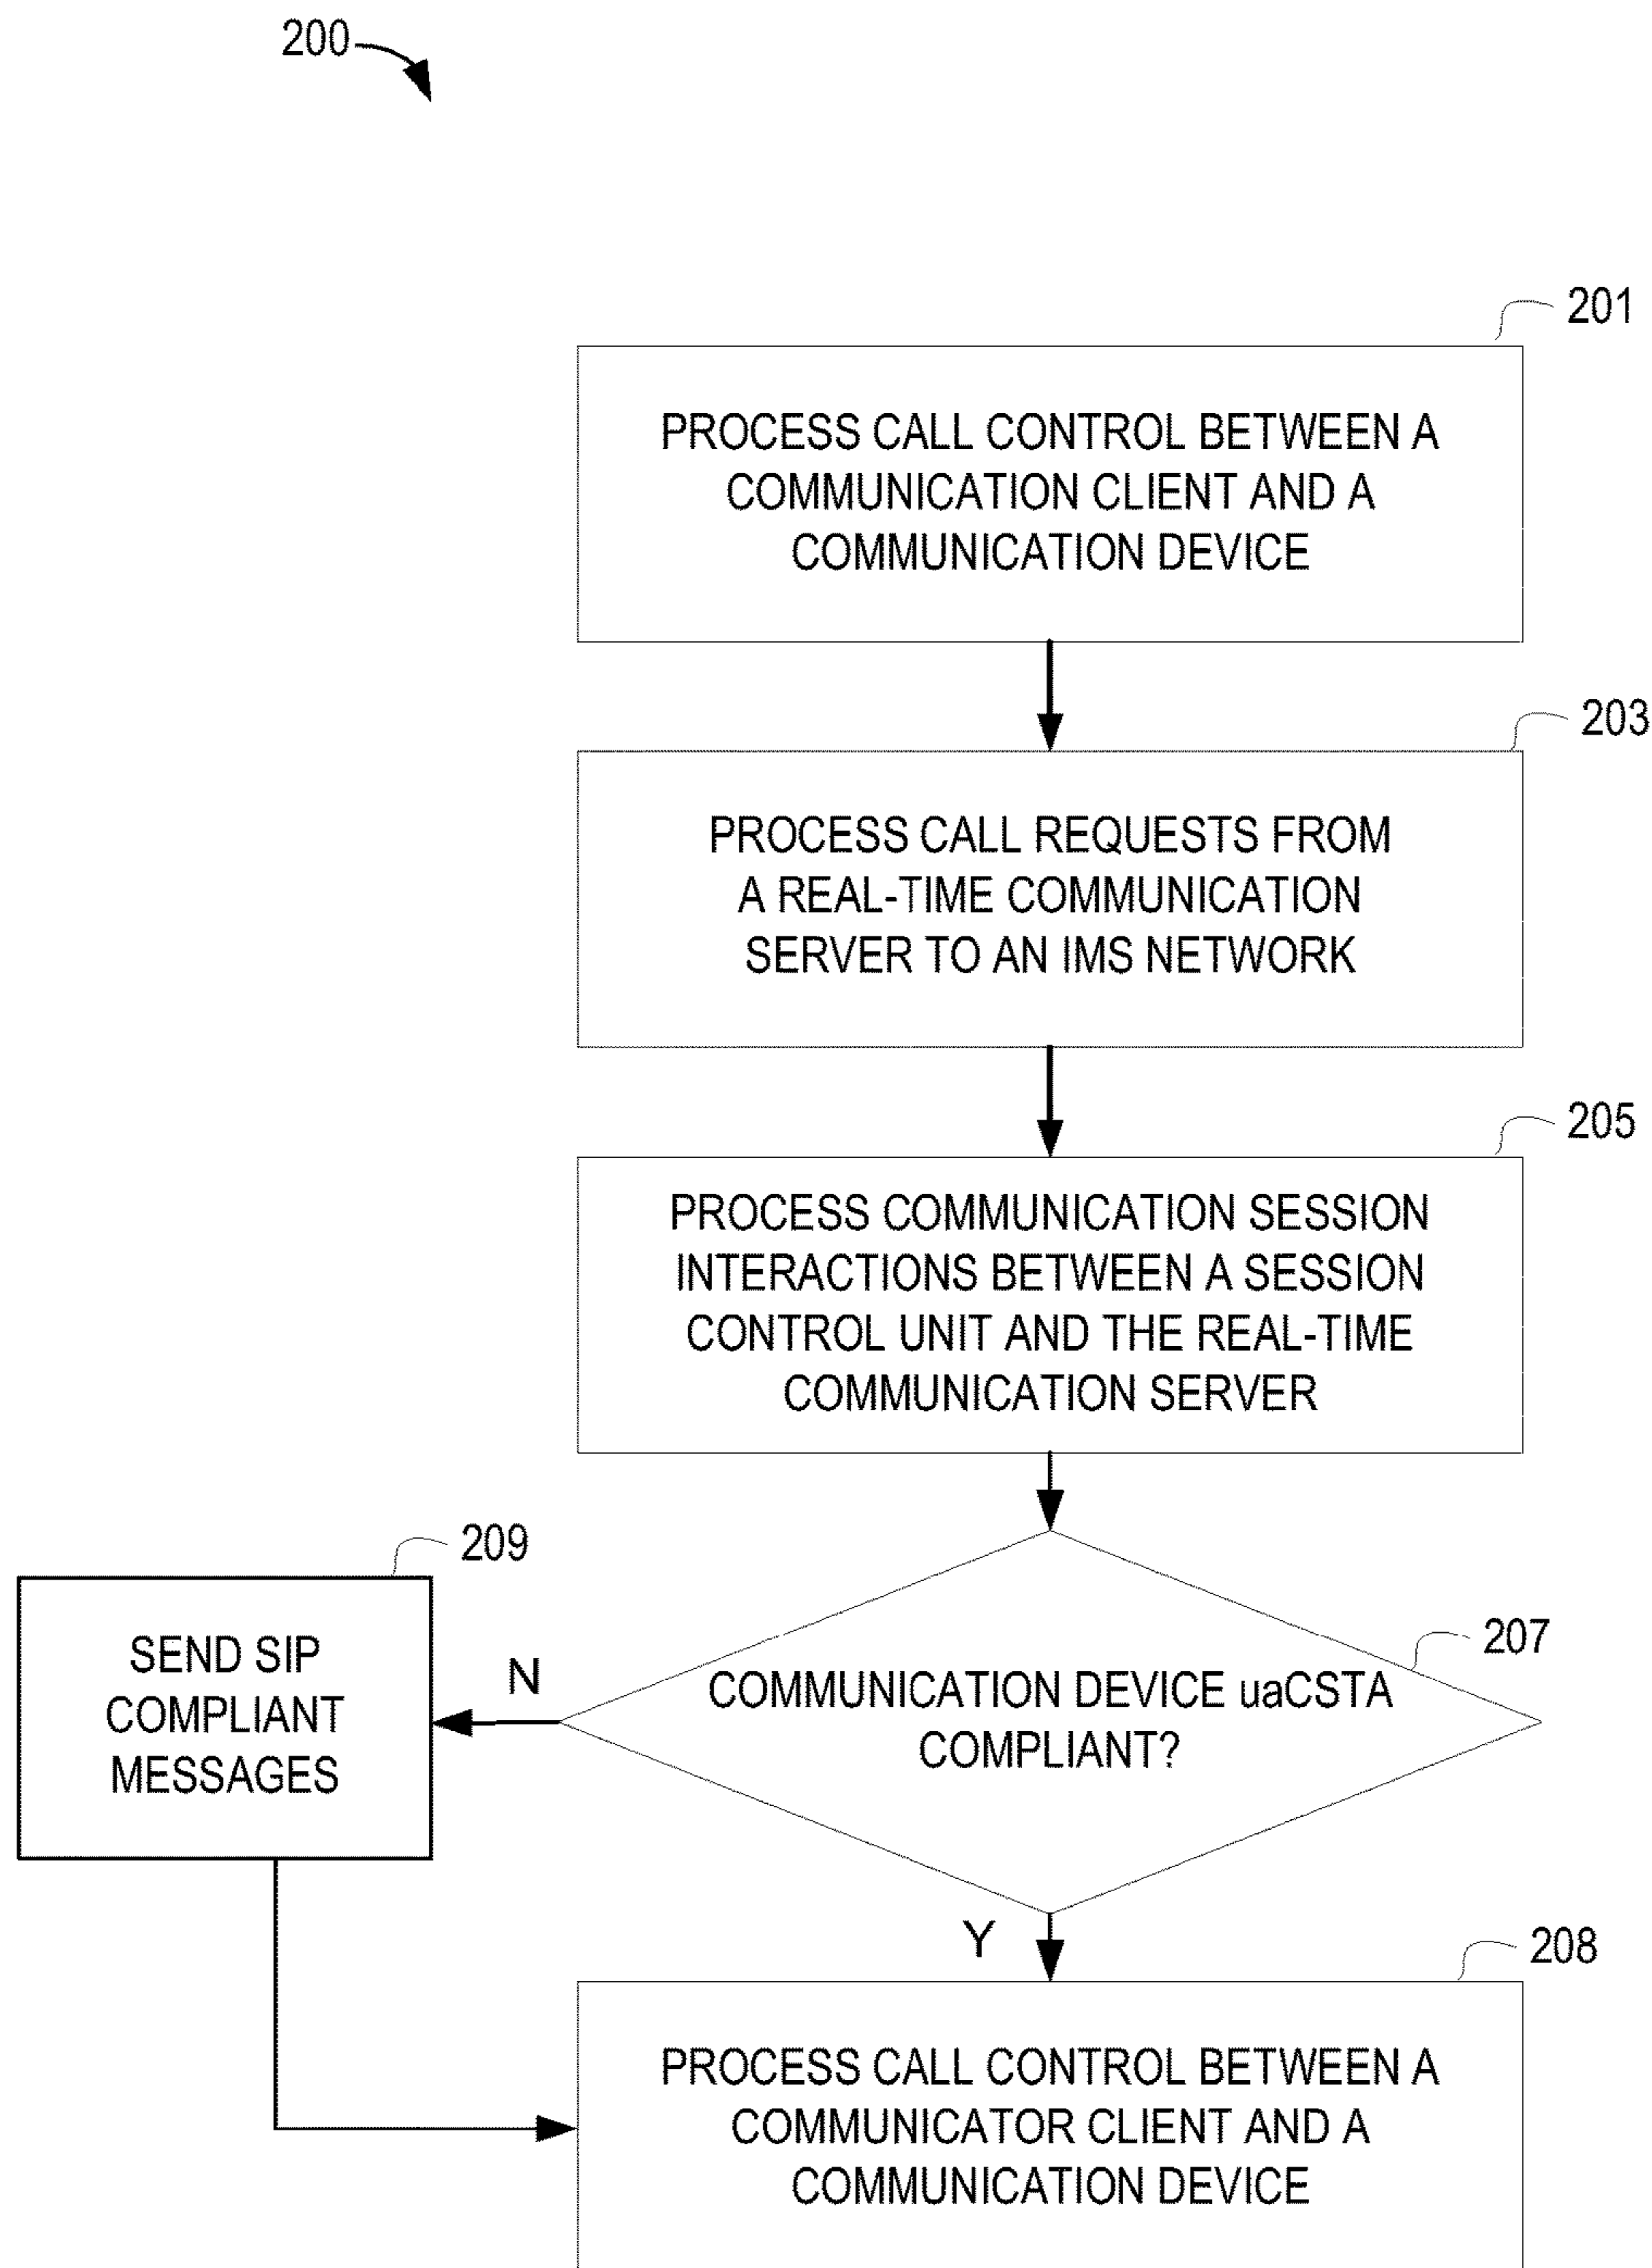 200
201
PROCESS CALL CONTROL BETWEEN A
COMMUNICATION CLIENT AND A
COMMUNICATION DEVICE
203
PROCESS CALL REQUESTS FROM
A REAL-TIME COMMUNICATION
SERVER TO AN IMS NETWORK
205
PROCESS COMMUNICATION SESSION
INTERACTIONS BETWEEN A SESSION
CONTROL UNIT AND THE REAL-TIME
COMMUNICATION SERVER
207
COMMUNICATION DEVICE uaCSTA
COMPLIANT?
N
209
SEND SIP
COMPLIANT
MESSAGES
Y
208
PROCESS CALL CONTROL BETWEEN A
COMMUNICATOR CLIENT AND A
COMMUNICATION DEVICE